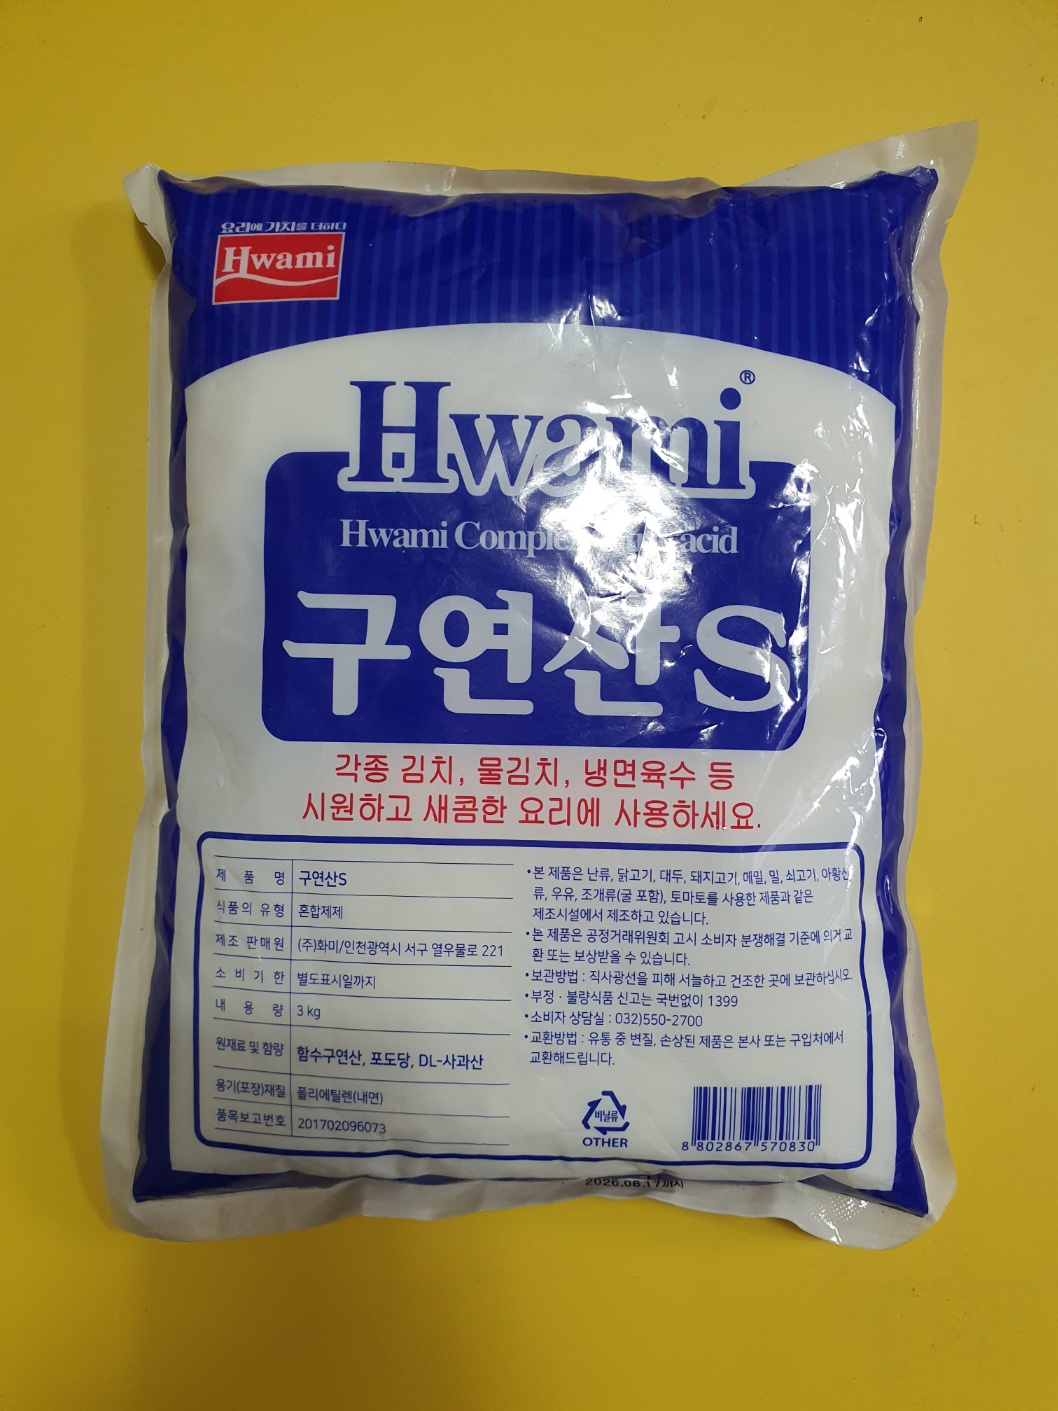 요리에 가치를 더하다
Hwami
Hwami®
Hwami acid
구연산S
각종 김치, 물김치, 냉면육수 등
시원하고 새콤한 요리에 사용하세요.
제 품 명 구연산S
식품의 유형 혼합제제
제조 판매원 (주)화미/인천광역시 서구 열우물로 221
소 비 기 한 별도표시일까지
내 용 량 3 kg
원재료 및 함량 함수구연산, 포도당, DL-사과산
용기(포장)재질 폴리에틸렌(내면)
품목보고번호 201702096073
•본 제품은 난류, 닭고기, 대두, 돼지고기, 메밀, 밀, 쇠고기, 아황산
류, 우유, 조개류(굴 포함), 토마토를 사용한 제품과 같은
제조시설에서 제조하고 있습니다.
•본 제품은 공정거래위원회 고시 소비자 분쟁해결 기준에 의거 교
환 또는 보상받을 수 있습니다.
•보관방법 : 직사광선을 피해 서늘하고 건조한 곳에 보관하십시오.
•부정 · 불량식품 신고는 국번없이 1399
•소비자 상담실 : 032)550-2700
•교환방법 : 유통 중 변질, 손상된 제품은 본사 또는 구입처에서
교환해드립니다.
비닐류
OTHER
8 802867 570830
2026.08.17까지